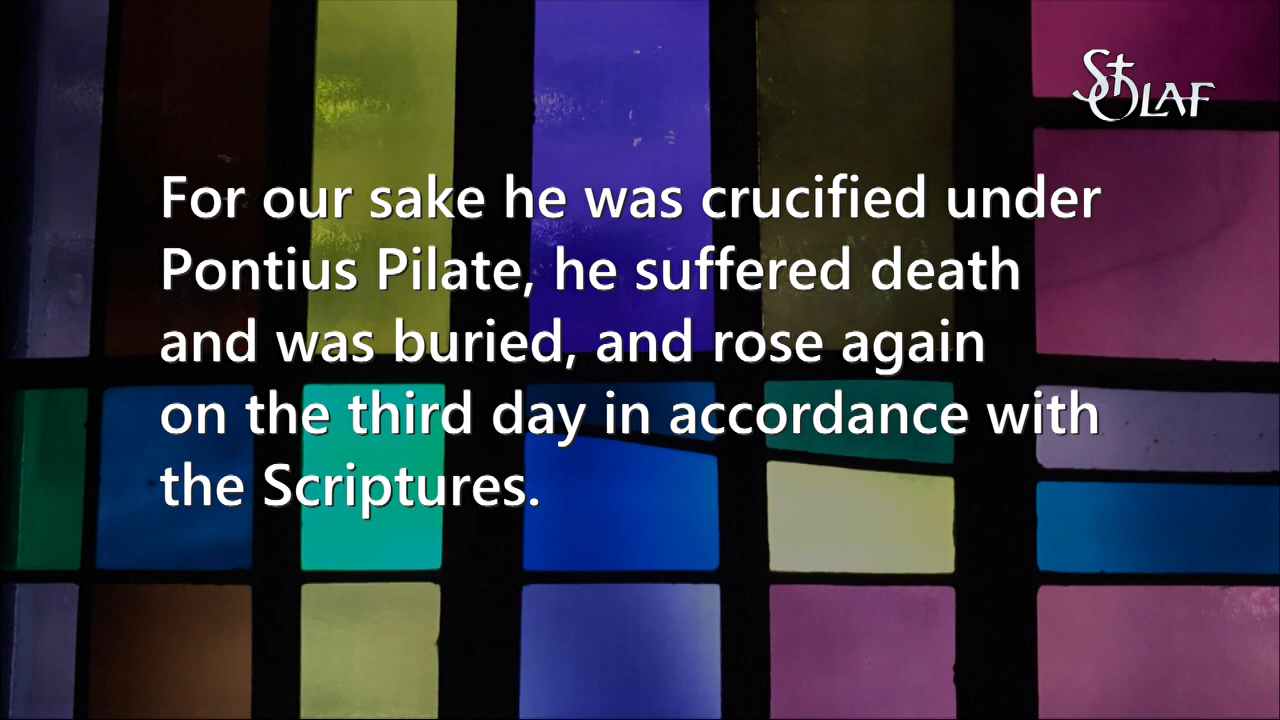 St OLAF
For our sake he was crucified under
Pontius Pilate, he suffered death
and was buried, and rose again
on the third day in accordance with
the Scriptures.